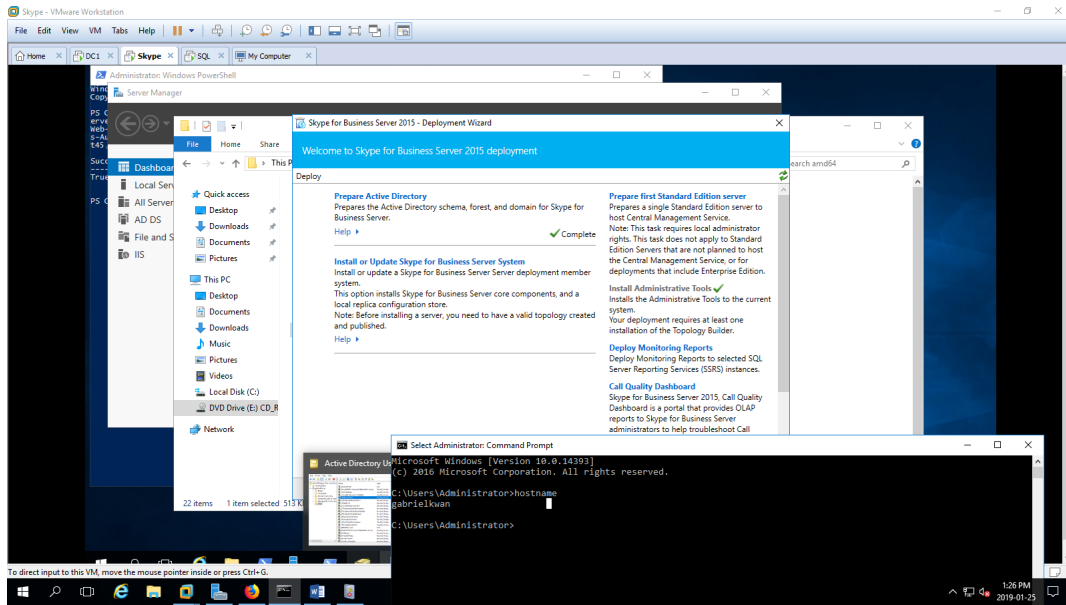 Skype - VMware Workstation
File Edit View VM Tabs Help
Home DC1 Skype SQL My Computer
Administrator: Windows PowerShell
Server Manager
Dashboar
Local Serv
All Server
AD DS
File and S
IIS
File Home Share
This P
earch amd64
Quick access
Desktop
Downloads
Documents
Pictures
This PC
Desktop
Documents
Downloads
Music
Pictures
Videos
Local Disk (C:)
DVD Drive (E:) CD_R
Network
22 items 1 item selected 513 K
Skype for Business Server 2015 - Deployment Wizard
Welcome to Skype for Business Server 2015 deployment
Deploy
Prepare Active Directory
Prepares the Active Directory schema, forest, and domain for Skype for
Business Server.
Help
Complete
Install or Update Skype for Business Server System
Install or update a Skype for Business Server Server deployment member
system.
This option installs Skype for Business Server core components, and a
local replica configuration store.
Note: Before installing a server, you need to have a valid topology created
and published.
Help
Prepare first Standard Edition server
Prepares a single Standard Edition server to
host Central Management Service.
Note: This task requires local administrator
rights. This task does not apply to Standard
Edition Servers that are not planned to host
the Central Management Service, or for
deployments that include Enterprise Edition.
Install Administrative Tools
Installs the Administrative Tools to the current
system.
Your deployment requires at least one
installation of the Topology Builder.
Deploy Monitoring Reports
Deploy Monitoring Reports to selected SQL
Server Reporting Services (SSRS) instances.
Call Quality Dashboard
Skype for Business Server 2015, Call Quality
Dashboard is a portal that provides OLAP
reports to Skype for Business Server
administrators to help troubleshoot Call
Active Directory Us
Select Administrator: Command Prompt
Microsoft Windows [Version 10.0.14393]
(c) 2016 Microsoft Corporation. All rights reserved.
C:\Users\Administrator>hostname
gabrielkwan
C:\Users\Administrator>
To direct input to this VM, move the mouse pointer inside or press Ctrl+G.
1:26 PM
2019-01-25